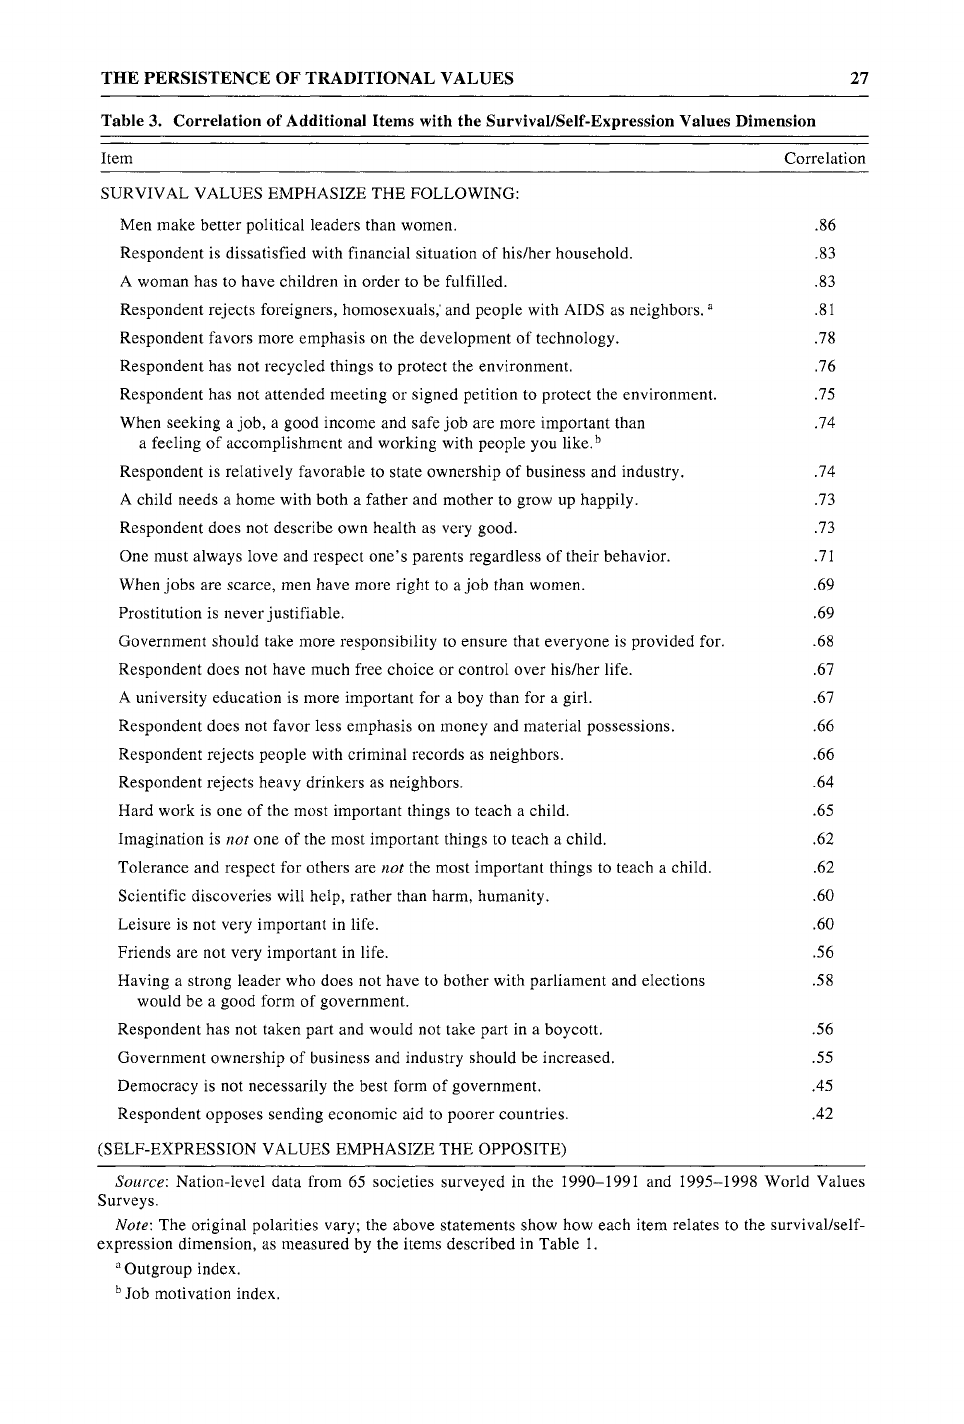 THE PERSISTENCE OF TRADITIONAL VALUES 27
Table 3. Correlation of Additional Items with the Survival/Self-Expression Values Dimension
Item Correlation
SURVIVAL VALUES EMPHASIZE THE FOLLOWING:
Men make better political leaders than women. .86
Respondent is dissatisfied with financial situation of his/her household. .83
A woman has to have children in order to be fulfilled. .83
Respondent rejects foreigners, homosexuals, and people with AIDS as neighbors. a .81
Respondent favors more emphasis on the development of technology. .78
Respondent has not recycled things to protect the environment. .76
Respondent has not attended meeting or signed petition to protect the environment. .75
When seeking a job, a good income and safe job are more important than .74
a feeling of accomplishment and working with people you like. b
Respondent is relatively favorable to state ownership of business and industry. .74
A child needs a home with both a father and mother to grow up happily. .73
Respondent does not describe own health as very good. .73
One must always love and respect one's parents regardless of their behavior. .71
When jobs are scarce, men have more right to a job than women. .69
Prostitution is never justifiable. .69
Government should take more responsibility to ensure that everyone is provided for. .68
Respondent does not have much free choice or control over his/her life. .67
A university education is more important for a boy than for a girl. .67
Respondent does not favor less emphasis on money and material possessions. .66
Respondent rejects people with criminal records as neighbors. .66
Respondent rejects heavy drinkers as neighbors. .64
Hard work is one of the most important things to teach a child. .65
Imagination is not one of the most important things to teach a child. .62
Tolerance and respect for others are not the most important things to teach a child. .62
Scientific discoveries will help, rather than harm, humanity. .60
Leisure is not very important in life. .60
Friends are not very important in life. .56
Having a strong leader who does not have to bother with parliament and elections .58
would be a good form of government.
Respondent has not taken part and would not take part in a boycott. .56
Government ownership of business and industry should be increased. .55
Democracy is not necessarily the best form of government. .45
Respondent opposes sending economic aid to poorer countries. .42
(SELF-EXPRESSION VALUES EMPHASIZE THE OPPOSITE)
Source: Nation-level data from 65 societies surveyed in the 1990–1991 and 1995–1998 World Values
Surveys.
Note: The original polarities vary; the above statements show how each item relates to the survival/self-
expression dimension, as measured by the items described in Table 1.
a Outgroup index.
b Job motivation index.